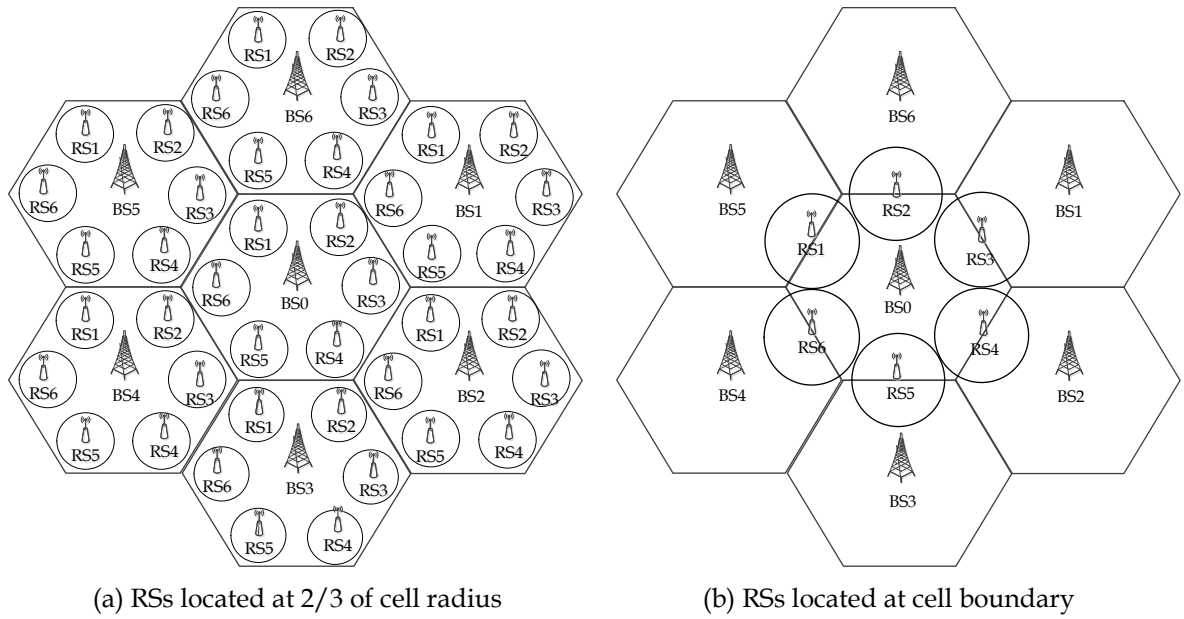 RS1 RS2
RS6 BS6 RS3
RS5 RS4
RS1 RS2
RS6 BS5 RS3
RS5 RS4
RS1 RS2
RS6 BS1 RS3
RS5 RS4
RS1 RS2
RS6 BS0 RS3
RS5 RS4
RS1 RS2
RS6 BS4 RS3
RS5 RS4
RS1 RS2
RS6 BS2 RS3
RS5 RS4
RS1 RS2
RS6 BS3 RS3
RS5 RS4
(a) RSs located at 2/3 of cell radius
BS6
BS5 BS1
RS2
RS1 RS3
BS0
RS6 RS4
BS4 BS2
RS5
BS3
(b) RSs located at cell boundary